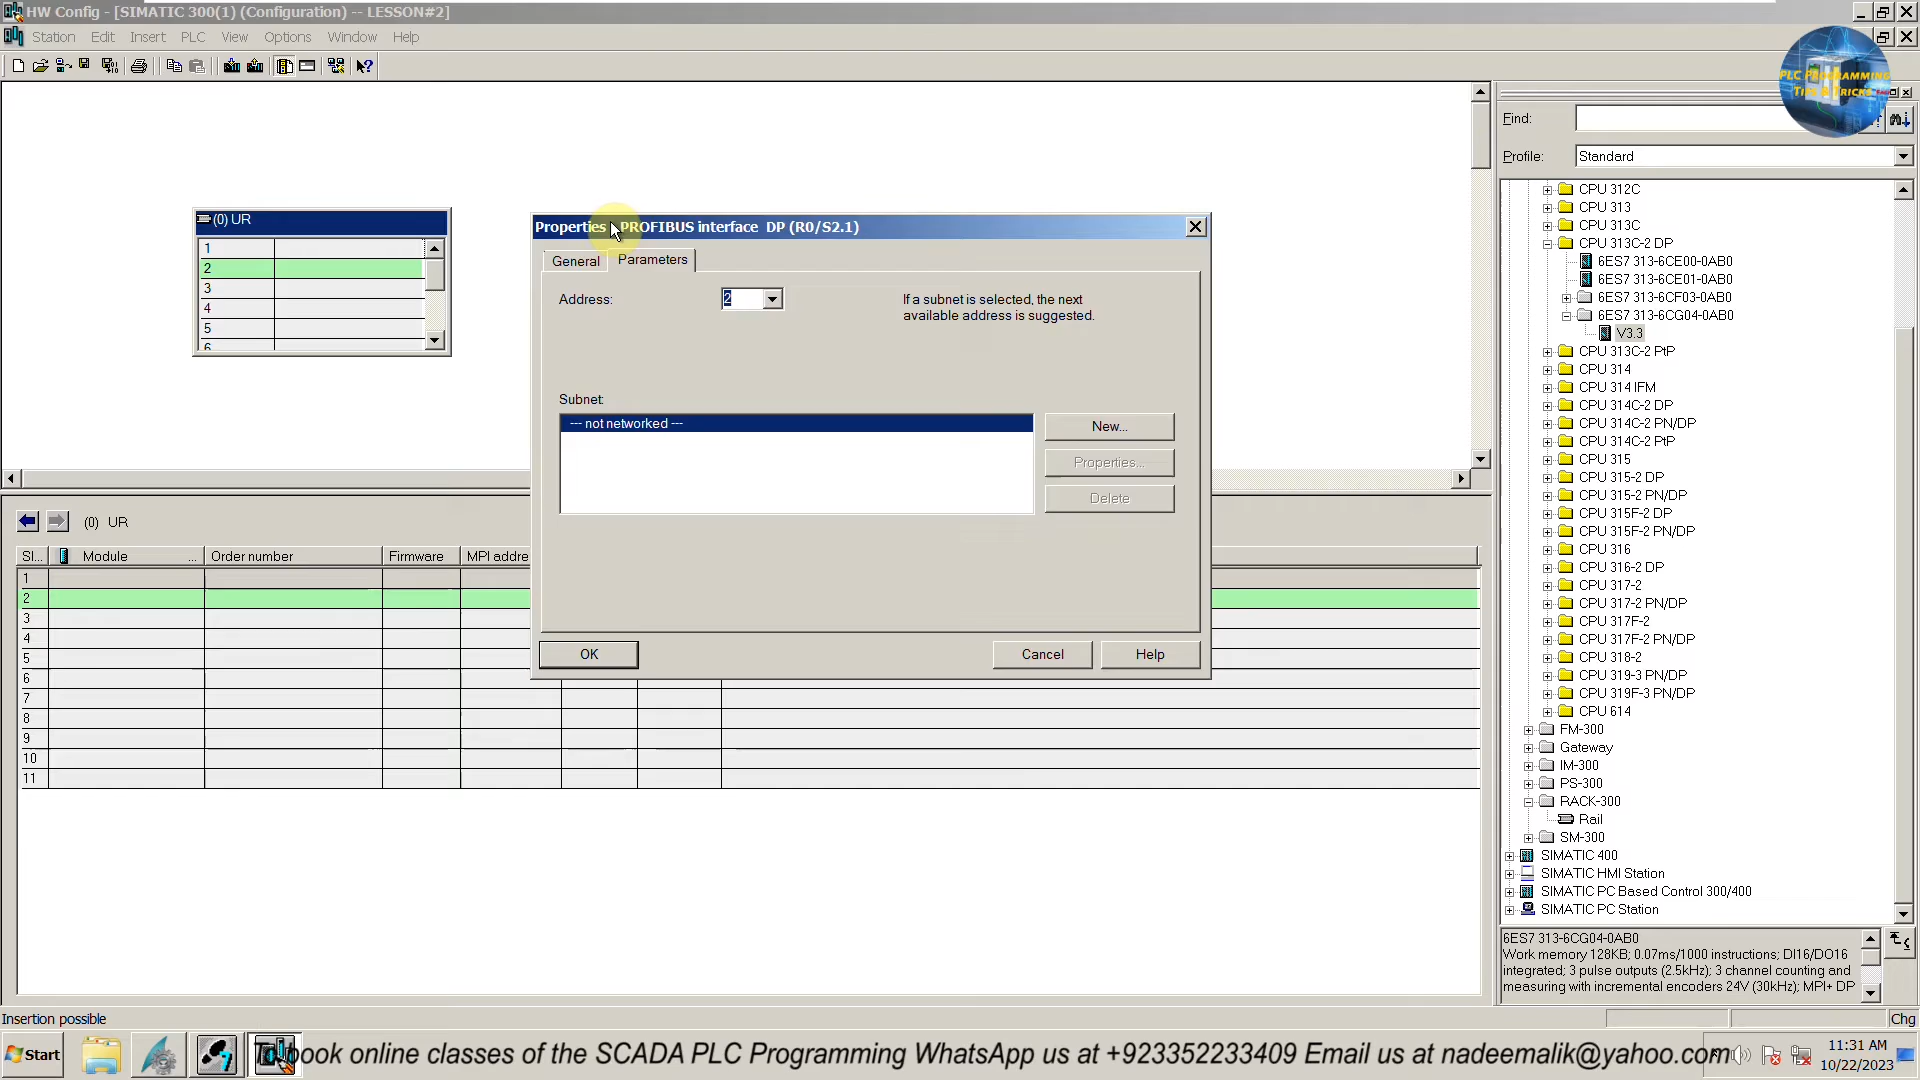 HW Config - [SIMATIC 300(1) (Configuration) -- LESSON#2]
Station Edit Insert PLC View Options Window Help
PLC PROGRAMMING
TIPS & TRICKS
Find:
Profile: Standard
(0) UR
1
2
3
4
5
6
Properties - PROFIBUS interface DP (R0/S2.1)
General Parameters
Address: 2
If a subnet is selected, the next
available address is suggested.
Subnet:
--- not networked ---
New...
Properties...
Delete
OK Cancel Help
(0) UR
Sl... Module ... Order number Firmware MPI addre
1
2
3
4
5
6
7
8
9
10
11
CPU 312C
CPU 313
CPU 313C
CPU 313C-2 DP
6ES7 313-6CE00-0AB0
6ES7 313-6CE01-0AB0
6ES7 313-6CF03-0AB0
6ES7 313-6CG04-0AB0
V3.3
CPU 313C-2 PtP
CPU 314
CPU 314 IFM
CPU 314C-2 DP
CPU 314C-2 PN/DP
CPU 314C-2 PtP
CPU 315
CPU 315-2 DP
CPU 315-2 PN/DP
CPU 315F-2 DP
CPU 315F-2 PN/DP
CPU 316
CPU 316-2 DP
CPU 317-2
CPU 317-2 PN/DP
CPU 317F-2
CPU 317F-2 PN/DP
CPU 318-2
CPU 319-3 PN/DP
CPU 319F-3 PN/DP
CPU 614
FM-300
Gateway
IM-300
PS-300
RACK-300
Rail
SM-300
SIMATIC 400
SIMATIC HMI Station
SIMATIC PC Based Control 300/400
SIMATIC PC Station
6ES7 313-6CG04-0AB0
Work memory 128KB; 0.07ms/1000 instructions; DI16/DO16
integrated; 3 pulse outputs (2.5kHz); 3 channel counting and
measuring with incremental encoders 24V (30kHz); MPI+ DP
Insertion possible
Chg
Start
To book online classes of the SCADA PLC Programming WhatsApp us at +923352233409 Email us at nadeemalik@yahoo.com
11:31 AM
10/22/2023